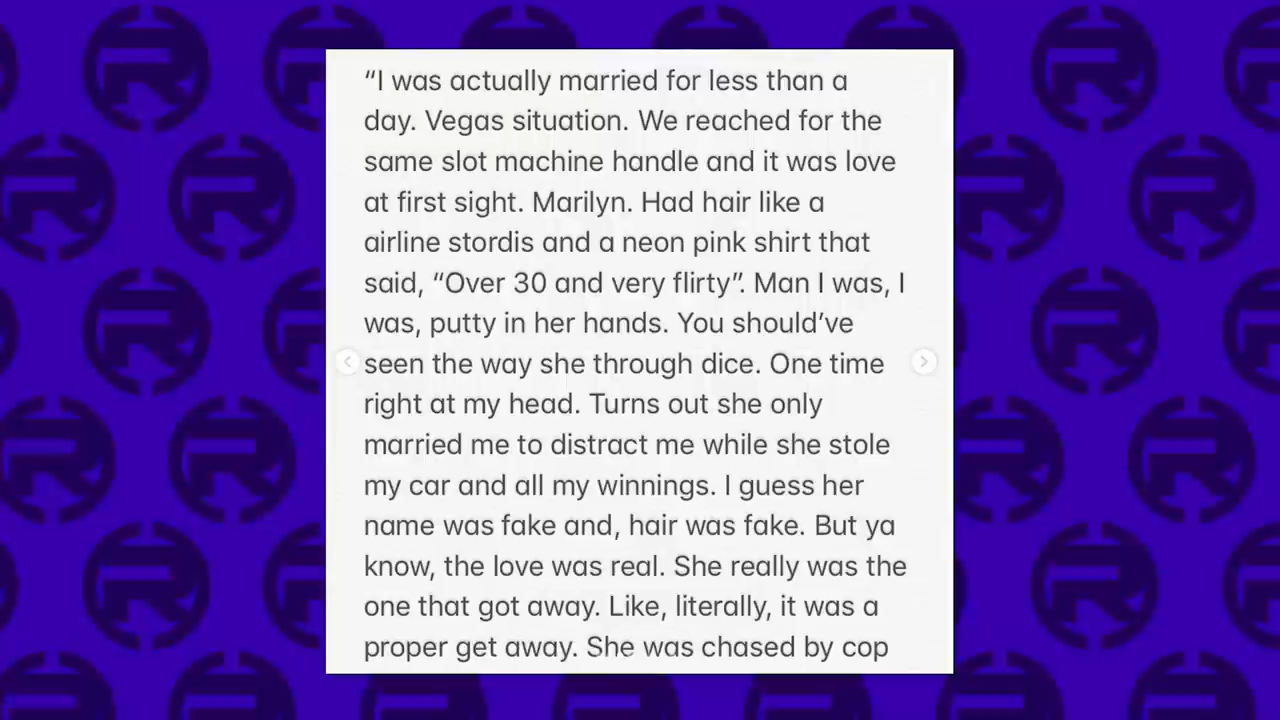 “I was actually married for less than a
day. Vegas situation. We reached for the
same slot machine handle and it was love
at first sight. Marilyn. Had hair like a
airline stordis and a neon pink shirt that
said, “Over 30 and very flirty”. Man I was, I
was, putty in her hands. You should’ve
seen the way she through dice. One time
right at my head. Turns out she only
married me to distract me while she stole
my car and all my winnings. I guess her
name was fake and, hair was fake. But ya
know, the love was real. She really was the
one that got away. Like, literally, it was a
proper get away. She was chased by cop